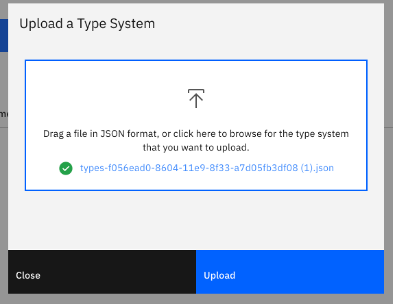 Upload a Type System
Drag a file in JSON format, or click here to browse for the type system
that you want to upload.
types-f056ead0-8604-11e9-8f33-a7d05fb3df08 (1).json
Close
Upload